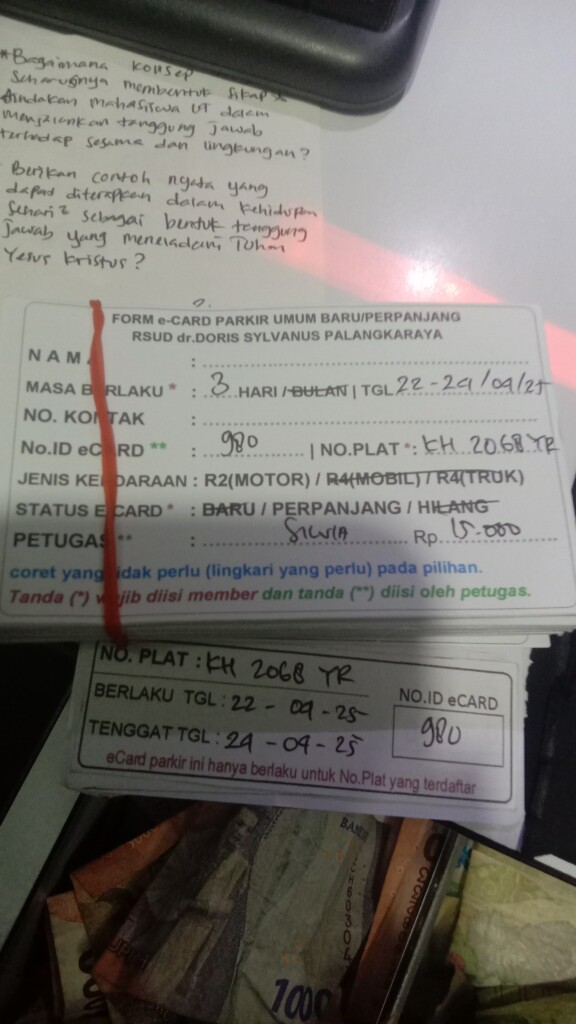 *Bagaimana konsep
seharusnya membentuk sikap &
tindakan mahasiswa UT dalam
menjalankan tanggung jawab
terhadap sesama dan lingkungan?
Berikan contoh nyata yang
dapat diterapkan dalam kehidupan
sehari2 sebagai bentuk tanggung
jawab yang meneladani Tuhan
Yesus Kristus?
FORM e-CARD PARKIR UMUM BARU/PERPANJANG
RSUD dr.DORIS SYLVANUS PALANGKARAYA
NAMA :
MASA BERLAKU * : 3 HARI / BULAN | TGL 22-24/04/25
NO. KONTAK :
No.ID eCARD ** : 980 | NO.PLAT *: KH 2068 YR
JENIS KENDARAAN : R2(MOTOR) / R4(MOBIL) / R4(TRUK)
STATUS ECARD * : BARU / PERPANJANG / HILANG
PETUGAS ** : SILVIA Rp 15.000
coret yang tidak perlu (lingkari yang perlu) pada pilihan.
Tanda (*) wajib diisi member dan tanda (**) diisi oleh petugas.
NO. PLAT : KH 2068 YR
BERLAKU TGL : 22 - 04 - 25
TENGGAT TGL : 24 - 04 - 25
NO.ID eCARD
980
eCard parkir ini hanya berlaku untuk No.Plat yang terdaftar
BANK
1000